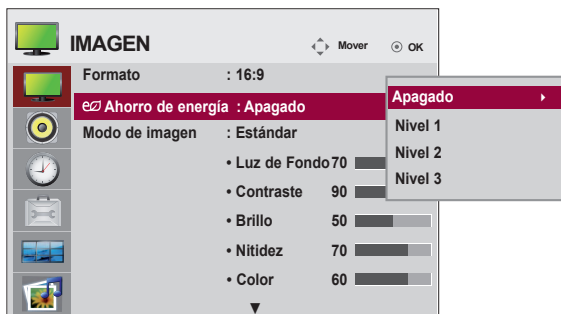 IMAGEN
Mover
OK
Formato : 16:9
Ahorro de energía : Apagado
Modo de imagen : Estándar
• Luz de Fondo 70
• Contraste 90
• Brillo 50
• Nitidez 70
• Color 60
Apagado
Nivel 1
Nivel 2
Nivel 3